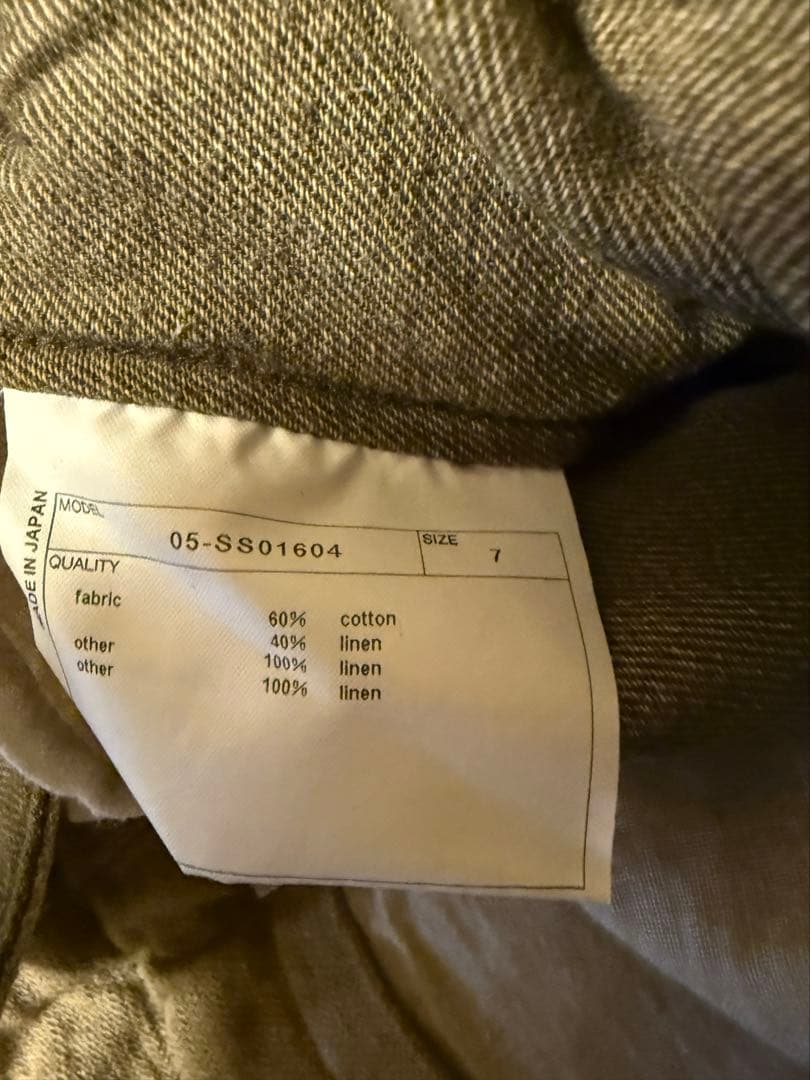 MADE IN JAPAN
MODEL
05-SS01604
SIZE
7
QUALITY
fabric
60% cotton
other 40% linen
other 100% linen
100% linen